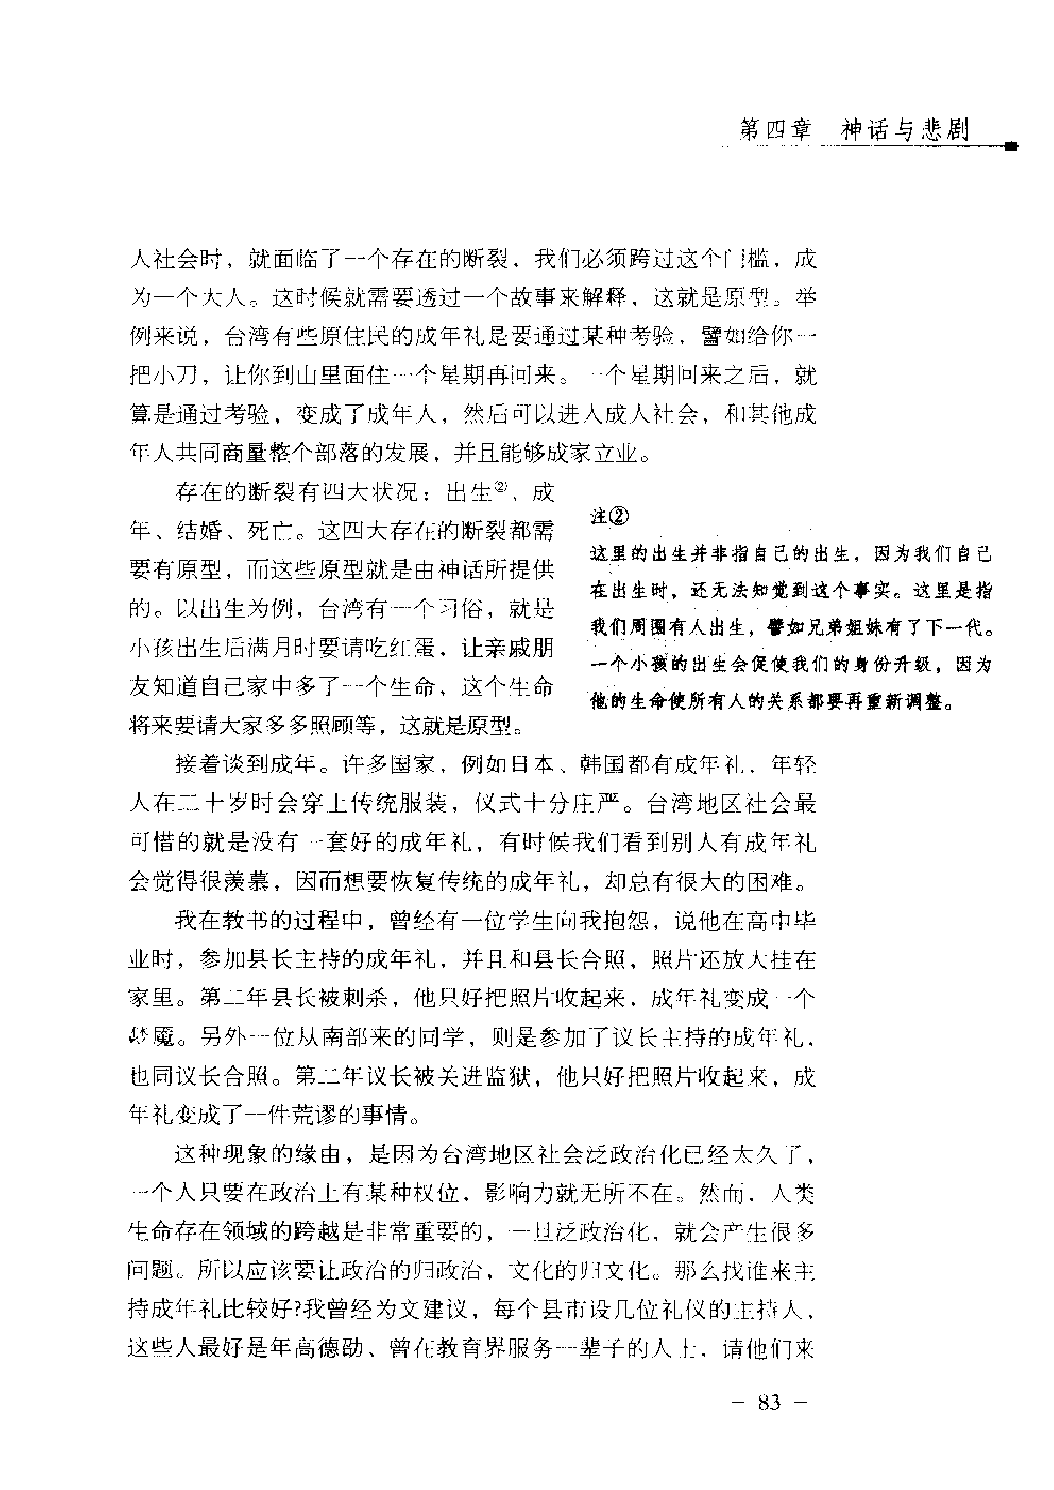 第四章 神话与悲剧
人社会时，就面临了一个存在的断裂，我们必须跨过这个门槛，成
为一个大人。这时候就需要透过一个故事来解释，这就是原型。举
例来说，台湾有些原住民的成年礼是要通过某种考验，譬如给你一
把小刀，让你到山里面住一个星期再回来。一个星期回来之后，就
算是通过考验，变成了成年人，然后可以进入成人社会，和其他成
年人共同商量整个部落的发展，并且能够成家立业。
存在的断裂有四大状况：出生②、成
年、结婚、死亡。这四大存在的断裂都需
要有原型，而这些原型就是由神话所提供
的。以出生为例，台湾有一个习俗，就是
小孩出生后满月时要请吃红蛋，让亲戚朋
友知道自己家中多了一个生命，这个生命
将来要请大家多多照顾等，这就是原型。
注②
这里的出生并非指自己的出生，因为我们自己
在出生时，还无法知觉到这个事实。这里是指
我们周围有人出生，譬如兄弟姐妹有了下一代。
一个小孩的出生会促使我们的身份升级，因为
他的生命使所有人的关系都要再重新调整。
接着谈到成年。许多国家，例如日本、韩国都有成年礼，年轻
人在二十岁时会穿上传统服装，仪式十分庄严。台湾地区社会最
可惜的就是没有一套好的成年礼，有时候我们看到别人有成年礼
会觉得很羡慕，因而想要恢复传统的成年礼，却总有很大的困难。
我在教书的过程中，曾经有一位学生向我抱怨，说他在高中毕
业时，参加县长主持的成年礼，并且和县长合照，照片还放大挂在
家里。第二年县长被刺杀，他只好把照片收起来，成年礼变成一个
梦魇。另外一位从南部来的同学，则是参加了议长主持的成年礼，
也同议长合照。第二年议长被关进监狱，他只好把照片收起来，成
年礼变成了一件荒谬的事情。
这种现象的缘由，是因为台湾地区社会泛政治化已经太久了，
一个人只要在政治上有某种权位，影响力就无所不在。然而，人类
生命存在领域的跨越是非常重要的，一旦泛政治化，就会产生很多
问题。所以应该要让政治的归政治，文化的归文化。那么找谁来主
持成年礼比较好?我曾经为文建议，每个县市设几位礼仪的主持人，
这些人最好是年高德劭、曾在教育界服务一辈子的人士，请他们来
－ 83 －